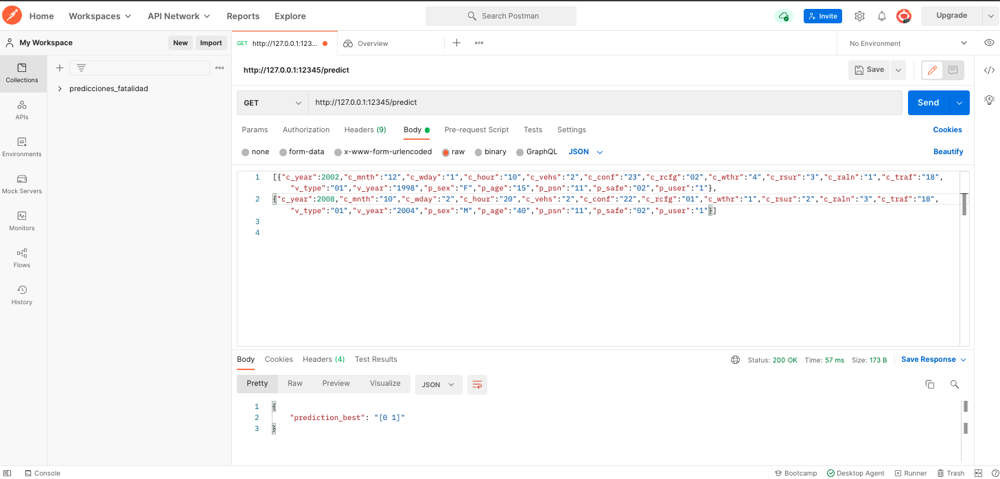 Home Workspaces API Network Reports Explore Search Postman Invite Upgrade
My Workspace New Import GET http://127.0.0.1:123... Overview No Environment
http://127.0.0.1:12345/predict Save
Collections
predicciones_fatalidad
GET http://127.0.0.1:12345/predict Send
APIs
Params Authorization Headers (9) Body Pre-request Script Tests Settings Cookies
Environments
none form-data x-www-form-urlencoded raw binary GraphQL JSON Beautify
Mock Servers
Monitors
Flows
History
1 [{"c_year":2002,"c_mnth":"12","c_wday":"1","c_hour":"10","c_vehs":"2","c_conf":"23","c_rcfg":"02","c_wthr":"4","c_rsur":"3","c_raln":"1","c_traf":"18",
"v_type":"01","v_year":"1998","p_sex":"F","p_age":"15","p_psn":"11","p_safe":"02","p_user":"1"},
2 {"c_year":2008,"c_mnth":"10","c_wday":"2","c_hour":"20","c_vehs":"2","c_conf":"22","c_rcfg":"01","c_wthr":"1","c_rsur":"2","c_raln":"3","c_traf":"18",
"v_type":"01","v_year":"2004","p_sex":"M","p_age":"40","p_psn":"11","p_safe":"02","p_user":"1"}]
3
4
Body Cookies Headers (4) Test Results Status: 200 OK Time: 57 ms Size: 173 B Save Response
Pretty Raw Preview Visualize JSON
1 {
2 "prediction_best": "[0 1]"
3 }
Console Bootcamp Desktop Agent Runner Trash